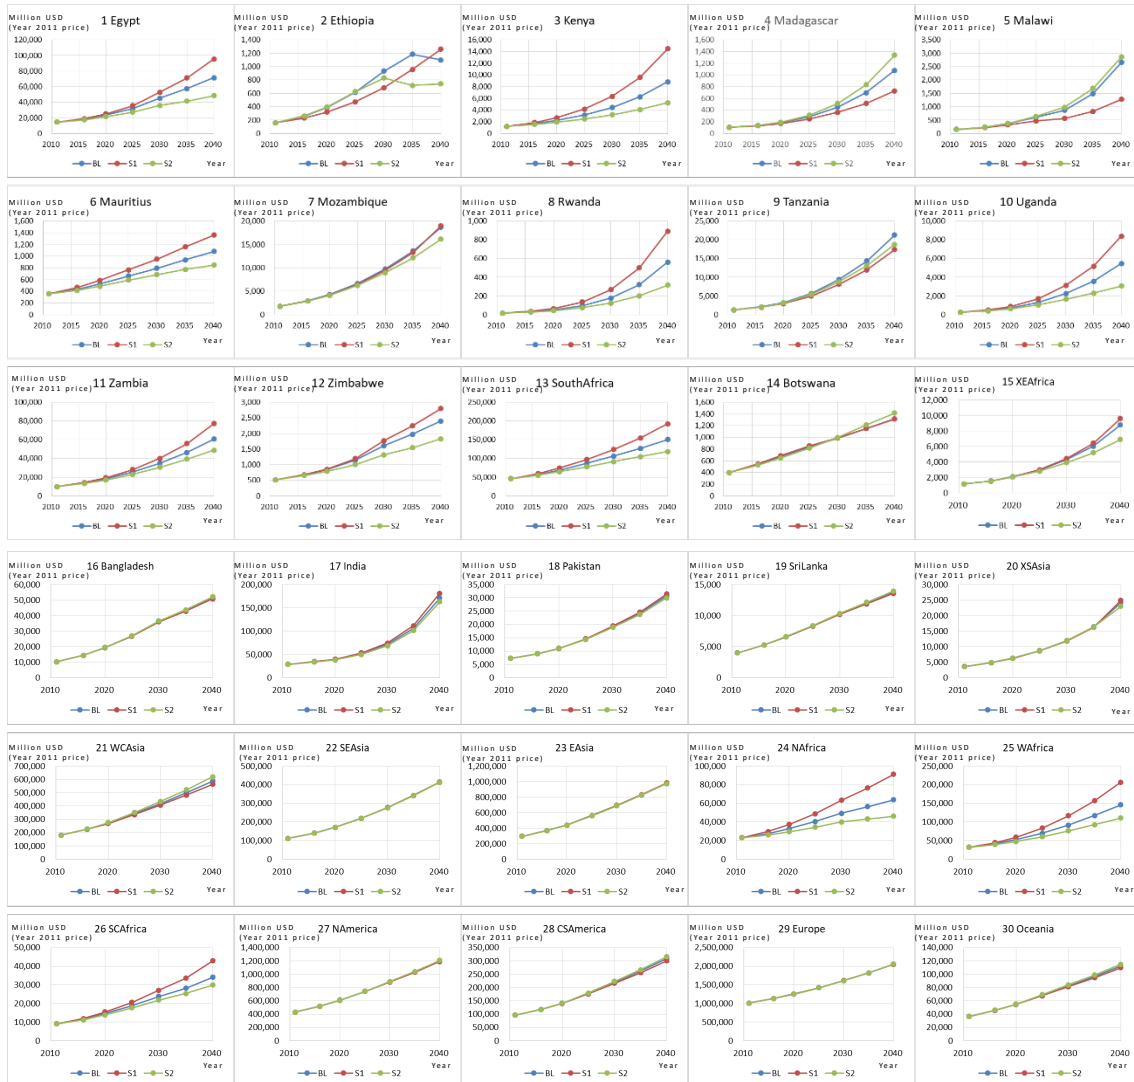 Million USD
(Year 2011 price)
1 Egypt
120,000
100,000
80,000
60,000
40,000
20,000
0
2010 2015 2020 2025 2030 2035 2040
Year
BL S1 S2
Million USD
(Year 2011 price)
2 Ethiopia
1,400
1,200
1,000
800
600
400
200
0
2010 2015 2020 2025 2030 2035 2040
Year
BL S1 S2
Million USD
(Year 2011 price)
3 Kenya
16,000
14,000
12,000
10,000
8,000
6,000
4,000
2,000
0
2010 2015 2020 2025 2030 2035 2040
Year
BL S1 S2
Million USD
(Year 2011 price)
4 Madagascar
1,600
1,400
1,200
1,000
800
600
400
200
0
2010 2015 2020 2025 2030 2035 2040
Year
BL S1 S2
Million USD
(Year 2011 price)
5 Malawi
3,500
3,000
2,500
2,000
1,500
1,000
500
0
2010 2015 2020 2025 2030 2035 2040
Year
BL S1 S2
Million USD
(Year 2011 price)
6 Mauritius
1,600
1,400
1,200
1,000
800
600
400
200
0
2010 2015 2020 2025 2030 2035 2040
Year
BL S1 S2
Million USD
(Year 2011 price)
7 Mozambique
20,000
15,000
10,000
5,000
0
2010 2015 2020 2025 2030 2035 2040
Year
BL S1 S2
Million USD
(Year 2011 price)
8 Rwanda
1,000
800
600
400
200
0
2010 2015 2020 2025 2030 2035 2040
Year
BL S1 S2
Million USD
(Year 2011 price)
9 Tanzania
25,000
20,000
15,000
10,000
5,000
0
2010 2015 2020 2025 2030 2035 2040
Year
BL S1 S2
Million USD
(Year 2011 price)
10 Uganda
10,000
8,000
6,000
4,000
2,000
0
2010 2015 2020 2025 2030 2035 2040
Year
BL S1 S2
Million USD
(Year 2011 price)
11 Zambia
100,000
80,000
60,000
40,000
20,000
0
2010 2015 2020 2025 2030 2035 2040
Year
BL S1 S2
Million USD
(Year 2011 price)
12 Zimbabwe
3,000
2,500
2,000
1,500
1,000
500
0
2010 2015 2020 2025 2030 2035 2040
Year
BL S1 S2
Million USD
(Year 2011 price)
13 SouthAfrica
250,000
200,000
150,000
100,000
50,000
0
2010 2015 2020 2025 2030 2035 2040
Year
BL S1 S2
Million USD
(Year 2011 price)
14 Botswana
1,600
1,400
1,200
1,000
800
600
400
200
0
2010 2015 2020 2025 2030 2035 2040
Year
BL S1 S2
Million USD
(Year 2011 price)
15 XEAfrica
12,000
10,000
8,000
6,000
4,000
2,000
0
2010 2015 2020 2025 2030 2035 2040
Year
BL S1 S2
Million USD
(Year 2011 price)
16 Bangladesh
60,000
50,000
40,000
30,000
20,000
10,000
0
2010 2020 2030 2040
Year
BL S1 S2
Million USD
(Year 2011 price)
17 India
200,000
150,000
100,000
50,000
0
2010 2020 2030 2040
Year
BL S1 S2
Million USD
(Year 2011 price)
18 Pakistan
35,000
30,000
25,000
20,000
15,000
10,000
5,000
0
2010 2020 2030 2040
Year
BL S1 S2
Million USD
(Year 2011 price)
19 SriLanka
15,000
10,000
5,000
0
2010 2020 2030 2040
Year
BL S1 S2
Million USD
(Year 2011 price)
20 XSAsia
30,000
25,000
20,000
15,000
10,000
5,000
0
2010 2020 2030 2040
Year
BL S1 S2
Million USD
(Year 2011 price)
21 WCAsia
700,000
600,000
500,000
400,000
300,000
200,000
100,000
0
2010 2020 2030 2040
Year
BL S1 S2
Million USD
(Year 2011 price)
22 SEAsia
500,000
400,000
300,000
200,000
100,000
0
2010 2020 2030 2040
Year
BL S1 S2
Million USD
(Year 2011 price)
23 EAsia
1,200,000
1,000,000
800,000
600,000
400,000
200,000
0
2010 2020 2030 2040
Year
BL S1 S2
Million USD
(Year 2011 price)
24 NAfrica
100,000
80,000
60,000
40,000
20,000
0
2010 2020 2030 2040
Year
BL S1 S2
Million USD
(Year 2011 price)
25 WAfrica
250,000
200,000
150,000
100,000
50,000
0
2010 2020 2030 2040
Year
BL S1 S2
Million USD
(Year 2011 price)
26 SCAfrica
50,000
40,000
30,000
20,000
10,000
0
2010 2020 2030 2040
Year
BL S1 S2
Million USD
(Year 2011 price)
27 NAmerica
1,400,000
1,200,000
1,000,000
800,000
600,000
400,000
200,000
0
2010 2020 2030 2040
Year
BL S1 S2
Million USD
(Year 2011 price)
28 CSAmerica
350,000
300,000
250,000
200,000
150,000
100,000
50,000
0
2010 2020 2030 2040
Year
BL S1 S2
Million USD
(Year 2011 price)
29 Europe
2,500,000
2,000,000
1,500,000
1,000,000
500,000
0
2010 2020 2030 2040
Year
BL S1 S2
Million USD
(Year 2011 price)
30 Oceania
140,000
120,000
100,000
80,000
60,000
40,000
20,000
0
2010 2020 2030 2040
Year
BL S1 S2